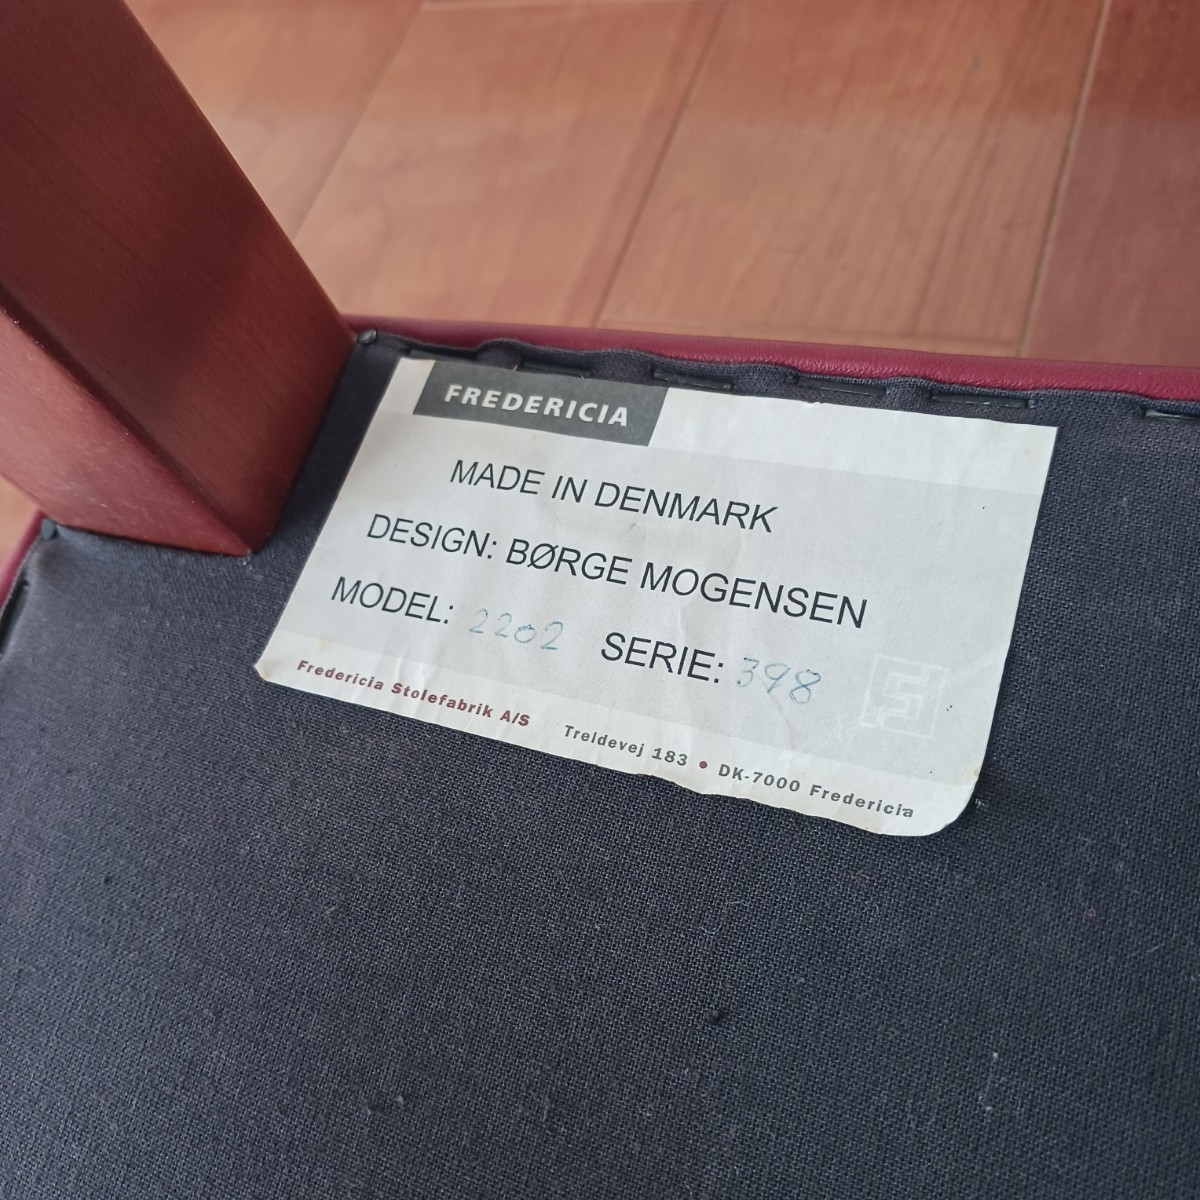 FREDERICIA
MADE IN DENMARK
DESIGN: BØRGE MOGENSEN
MODEL: 2202 SERIE: 398
Fredericia Stolefabrik A/S Treldevej 183 • DK-7000 Fredericia